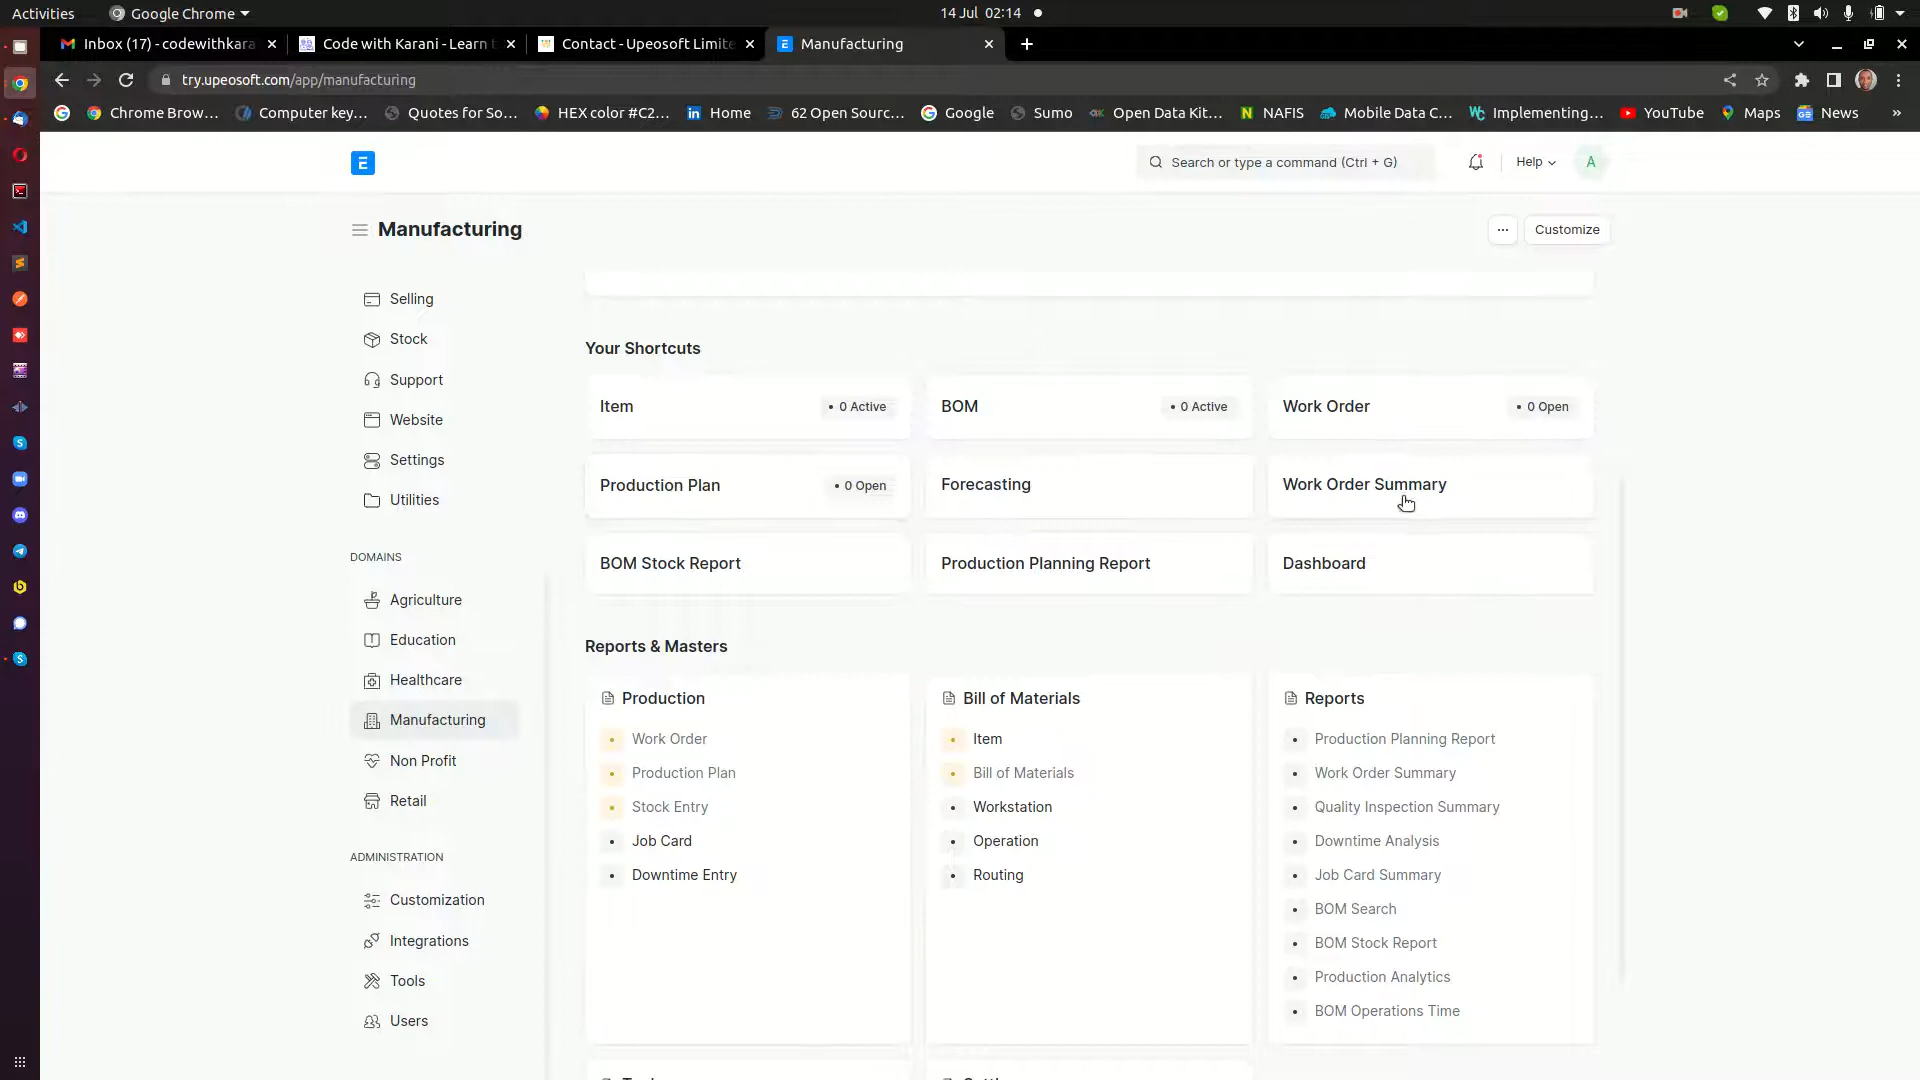 Activities
Google Chrome
14 Jul 02:14
Inbox (17) - codewithkara
Code with Karani - Learn t
Contact - Upeosoft Limite
Manufacturing
try.upeosoft.com/app/manufacturing
Chrome Brow...
Computer key...
Quotes for So...
HEX color #C2...
Home
62 Open Sourc...
Google
Sumo
Open Data Kit...
NAFIS
Mobile Data C...
Implementing...
YouTube
Maps
News
»
E
Search or type a command (Ctrl + G)
Help
A
Manufacturing
...
Customize
Selling
Stock
Support
Website
Settings
Utilities
DOMAINS
Agriculture
Education
Healthcare
Manufacturing
Non Profit
Retail
ADMINISTRATION
Customization
Integrations
Tools
Users
Your Shortcuts
Item
• 0 Active
BOM
• 0 Active
Work Order
• 0 Open
Production Plan
• 0 Open
Forecasting
Work Order Summary
BOM Stock Report
Production Planning Report
Dashboard
Reports & Masters
Production
Work Order
Production Plan
Stock Entry
Job Card
Downtime Entry
Bill of Materials
Item
Bill of Materials
Workstation
Operation
Routing
Reports
Production Planning Report
Work Order Summary
Quality Inspection Summary
Downtime Analysis
Job Card Summary
BOM Search
BOM Stock Report
Production Analytics
BOM Operations Time